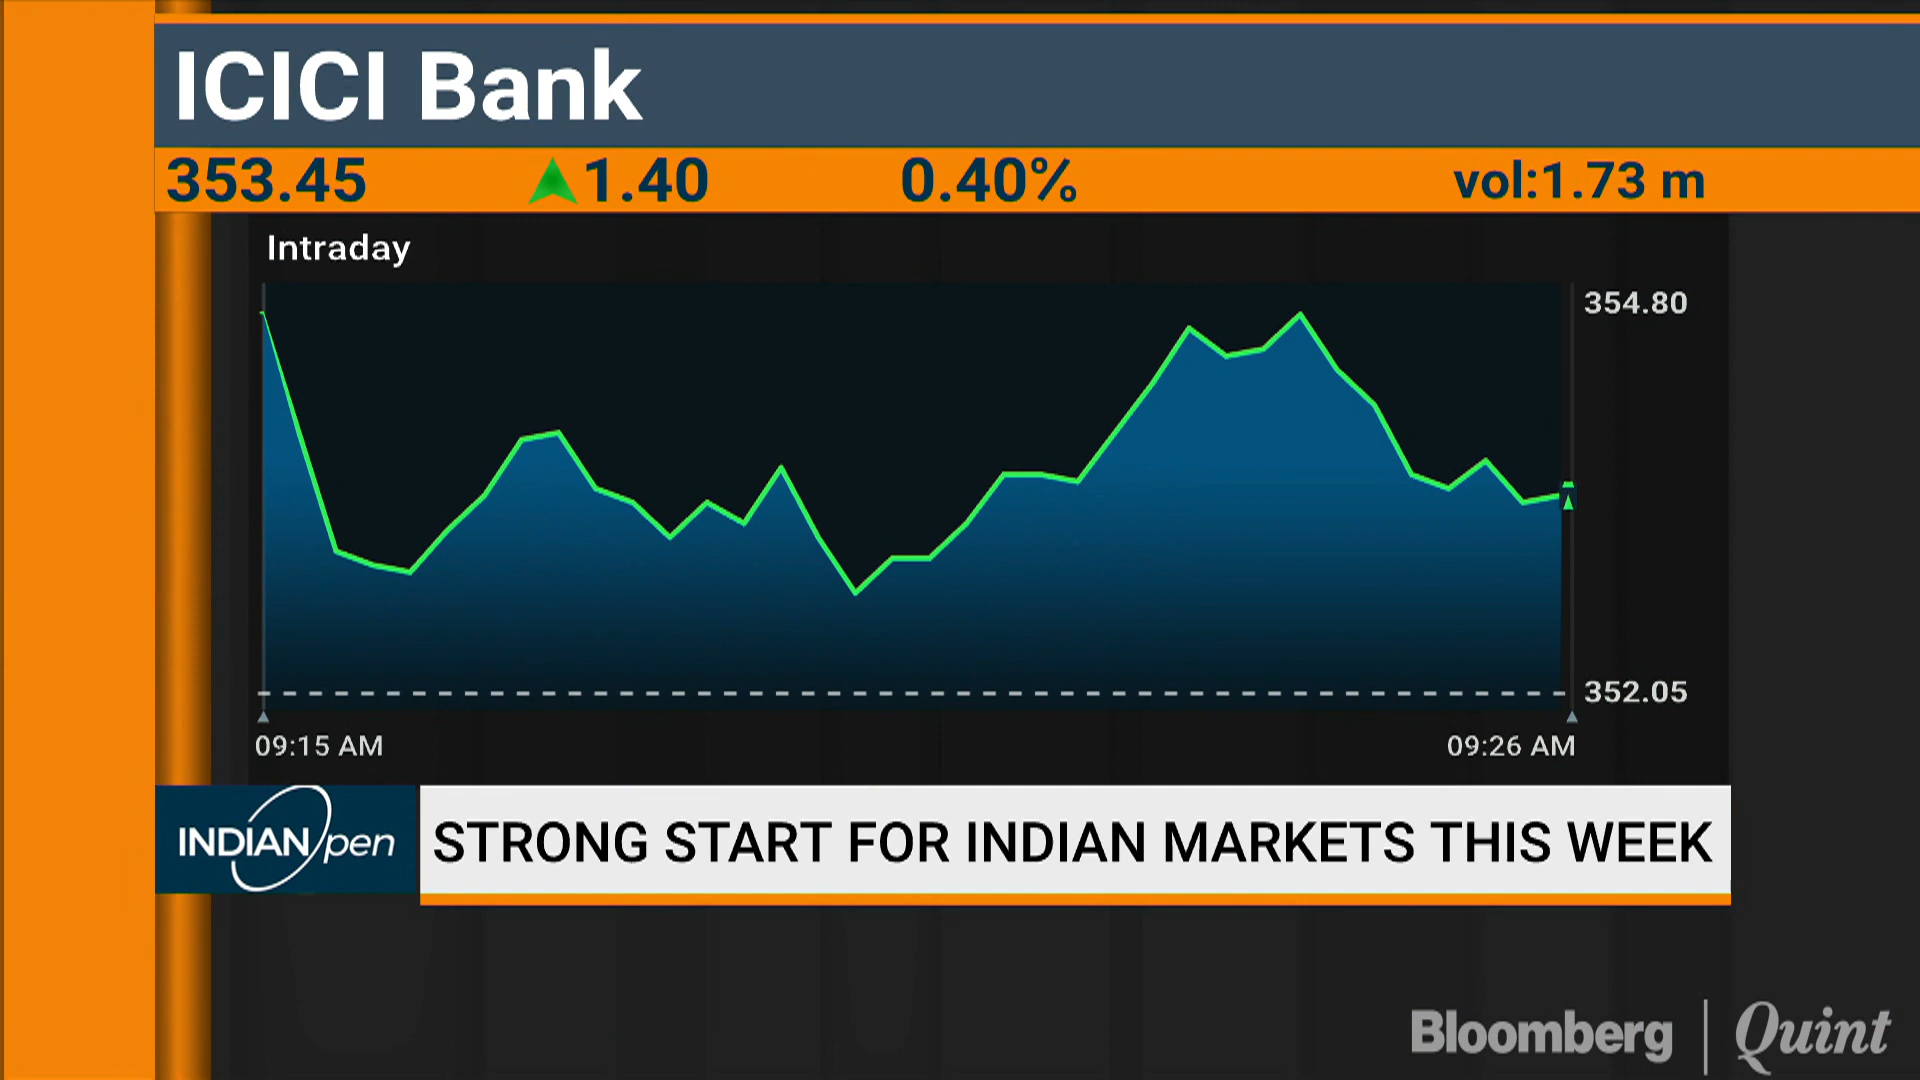 ICICI Bank
353.45 ▲1.40 0.40% vol:1.73 m
Intraday
354.80
352.05
09:15 AM 09:26 AM
INDIAN Open STRONG START FOR INDIAN MARKETS THIS WEEK
Bloomberg | Quint